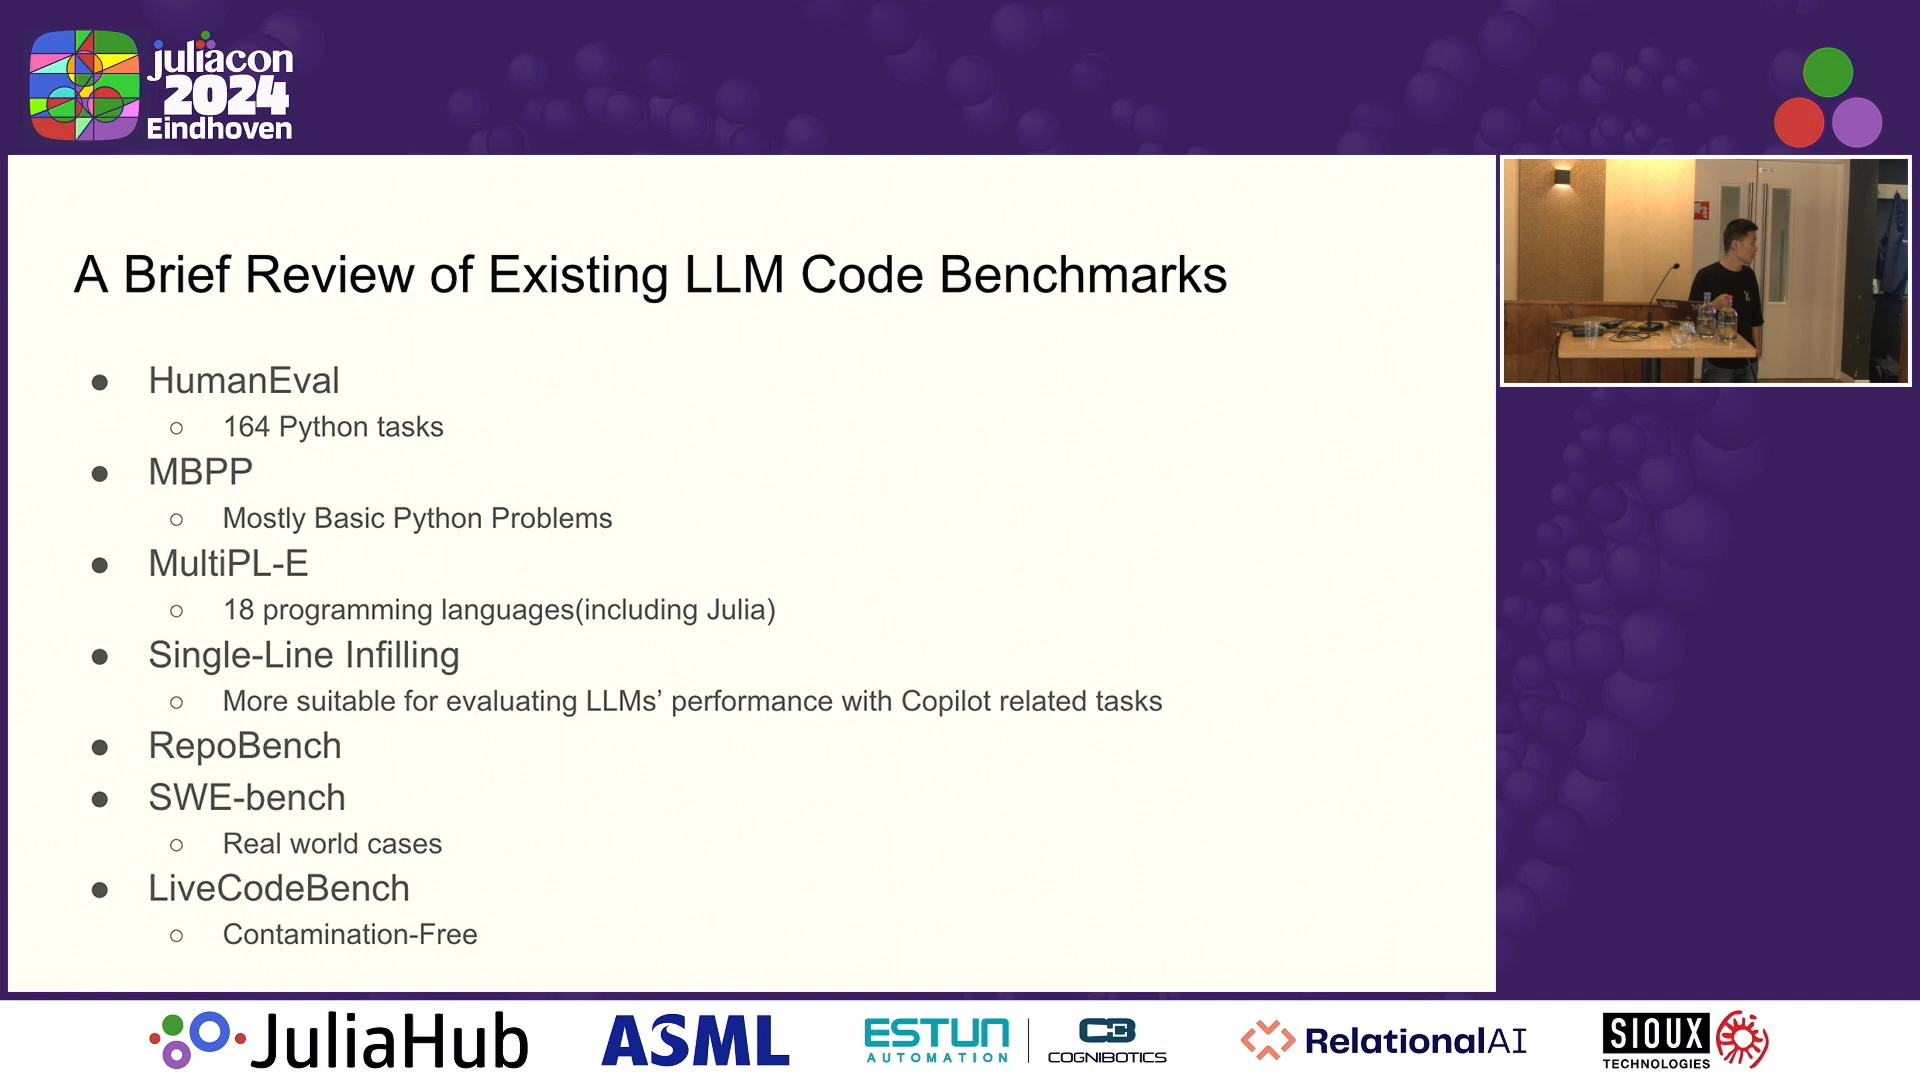 juliacon
2024
Eindhoven
A Brief Review of Existing LLM Code Benchmarks
● HumanEval
○ 164 Python tasks
● MBPP
○ Mostly Basic Python Problems
● MultiPL-E
○ 18 programming languages(including Julia)
● Single-Line Infilling
○ More suitable for evaluating LLMs’ performance with Copilot related tasks
● RepoBench
● SWE-bench
○ Real world cases
● LiveCodeBench
○ Contamination-Free
JuliaHub
ASML
ESTUN
AUTOMATION
COGNIBOTICS
RelationalAI
SIOUX
TECHNOLOGIES